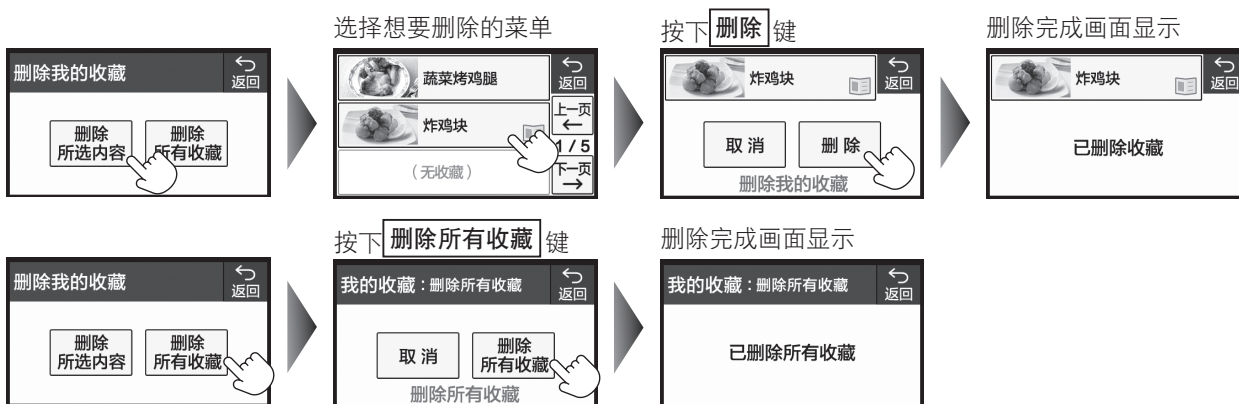 选择想要删除的菜单
按下 删除 键
删除完成画面显示
删除我的收藏
返回
删除
所选内容
删除
所有收藏
蔬菜烤鸡腿
返回
上一页
炸鸡块
1 / 5
（无收藏）
下一页
炸鸡块
返回
取 消
删 除
删除我的收藏
炸鸡块
返回
已删除收藏
按下 删除所有收藏 键
删除完成画面显示
删除我的收藏
返回
删除
所选内容
删除
所有收藏
我的收藏：删除所有收藏
返回
取 消
删除
所有收藏
删除所有收藏
我的收藏：删除所有收藏
返回
已删除所有收藏